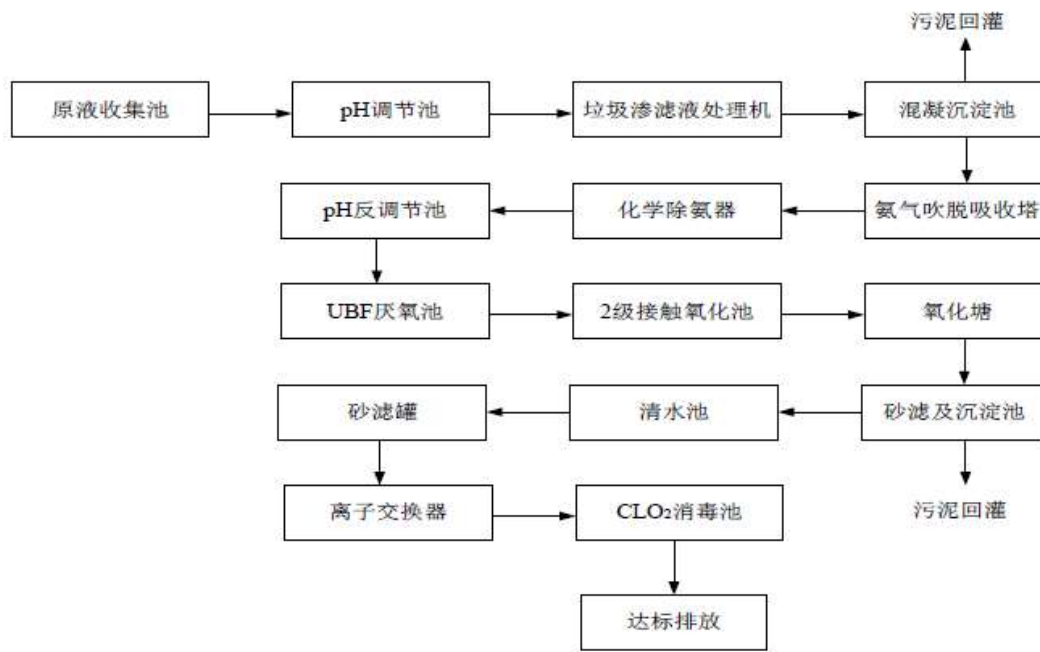 污泥回灌
原液收集池
pH调节池
垃圾渗滤液处理机
混凝沉淀池
pH反调节池
化学除氨器
氨气吹脱吸收塔
UBF厌氧池
2级接触氧化池
氧化塘
砂滤罐
清水池
砂滤及沉淀池
离子交换器
CLO₂消毒池
污泥回灌
达标排放